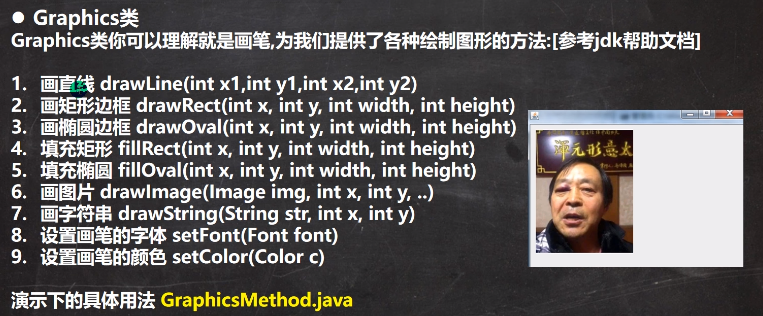 ● Graphics类
Graphics类你可以理解就是画笔,为我们提供了各种绘制图形的方法:[参考jdk帮助文档]
1. 画直线 drawLine(int x1,int y1,int x2,int y2)
2. 画矩形边框 drawRect(int x, int y, int width, int height)
3. 画椭圆边框 drawOval(int x, int y, int width, int height)
4. 填充矩形 fillRect(int x, int y, int width, int height)
5. 填充椭圆 fillOval(int x, int y, int width, int height)
6. 画图片 drawImage(Image img, int x, int y, ..)
7. 画字符串 drawString(String str, int x, int y)
8. 设置画笔的字体 setFont(Font font)
9. 设置画笔的颜色 setColor(Color c)
演示下的具体用法 GraphicsMethod.java
元形意太